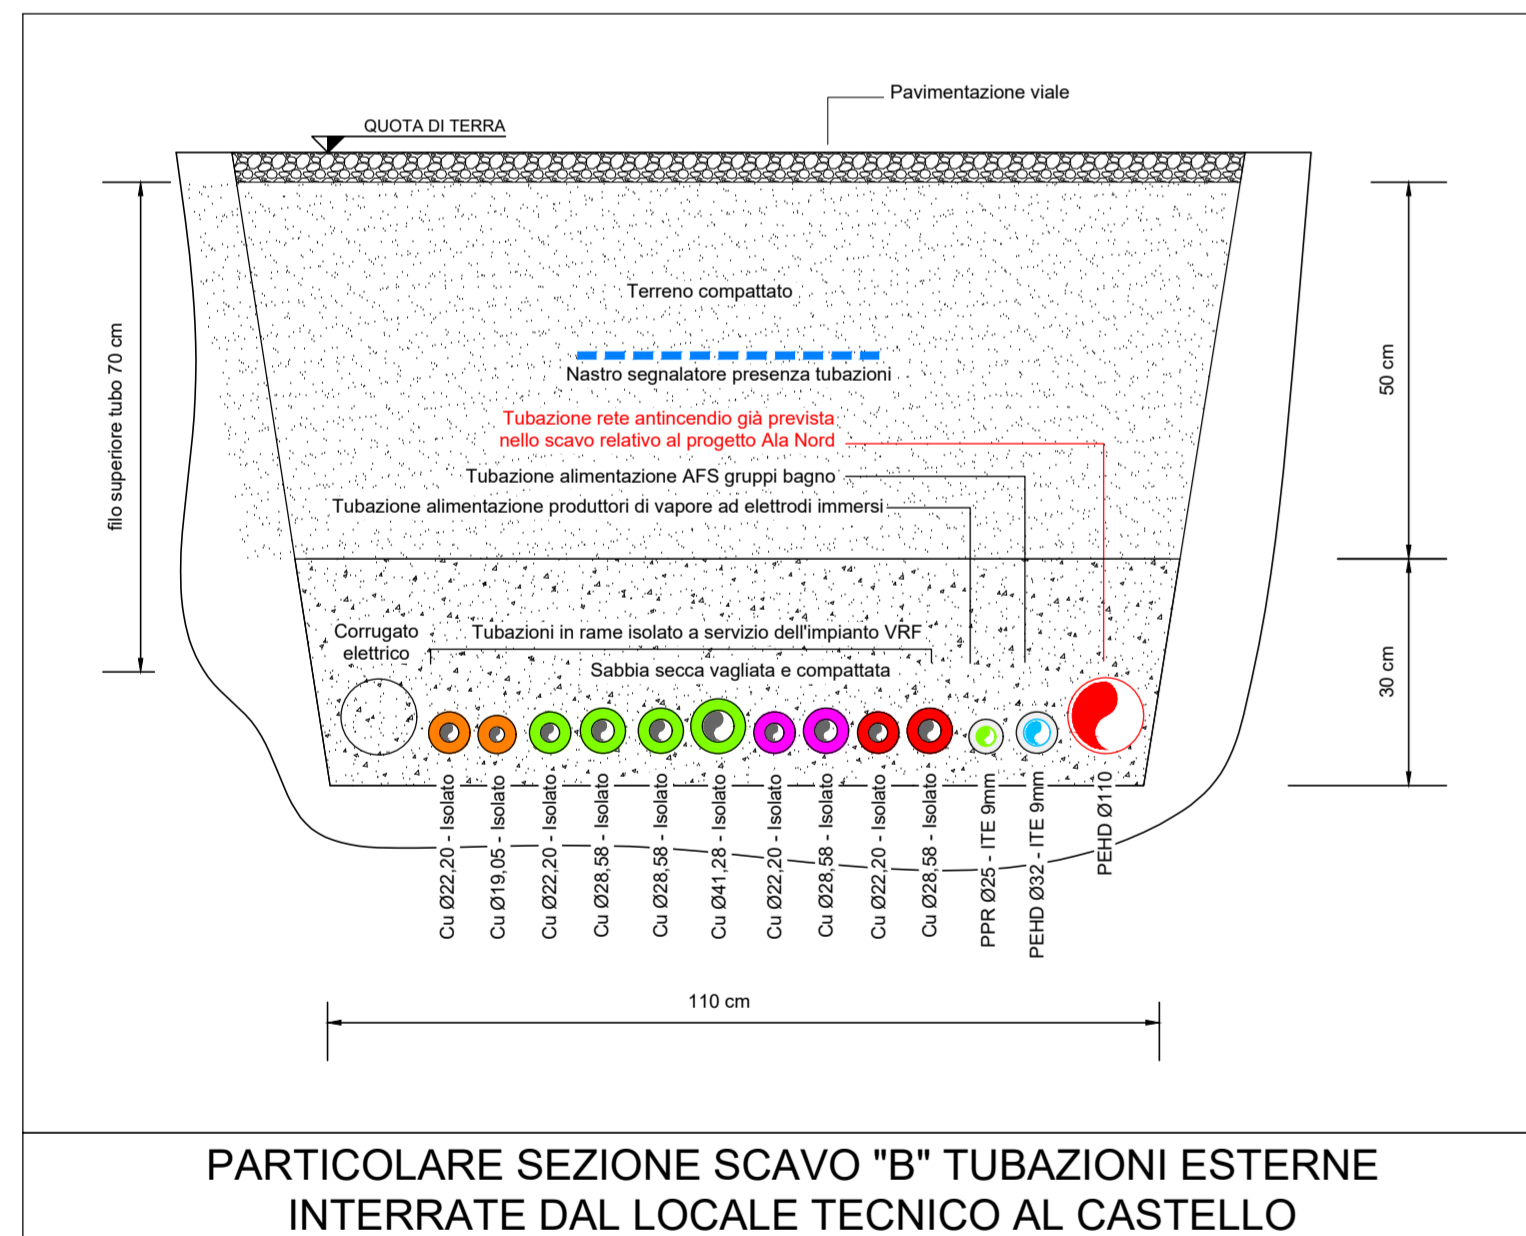 Pavimentazione viale
QUOTA DI TERRA
Terreno compattato
Nastro segnalatore presenza tubazioni
Tubazione rete antincendio già prevista
nello scavo relativo al progetto Ala Nord
Tubazione alimentazione AFS gruppi bagno
Tubazione alimentazione produttori di vapore ad elettrodi immersi
filo superiore tubo 70 cm
50 cm
30 cm
Corrugato
elettrico
Tubazioni in rame isolato a servizio dell'impianto VRF
Sabbia secca vagliata e compattata
Cu Ø22,20 - Isolato
Cu Ø19,05 - Isolato
Cu Ø22,20 - Isolato
Cu Ø28,58 - Isolato
Cu Ø28,58 - Isolato
Cu Ø41,28 - Isolato
Cu Ø22,20 - Isolato
Cu Ø28,58 - Isolato
Cu Ø22,20 - Isolato
Cu Ø28,58 - Isolato
PPR Ø25 - ITE 9mm
PEHD Ø32 - ITE 9mm
PEHD Ø110
110 cm
PARTICOLARE SEZIONE SCAVO "B" TUBAZIONI ESTERNE
INTERRATE DAL LOCALE TECNICO AL CASTELLO